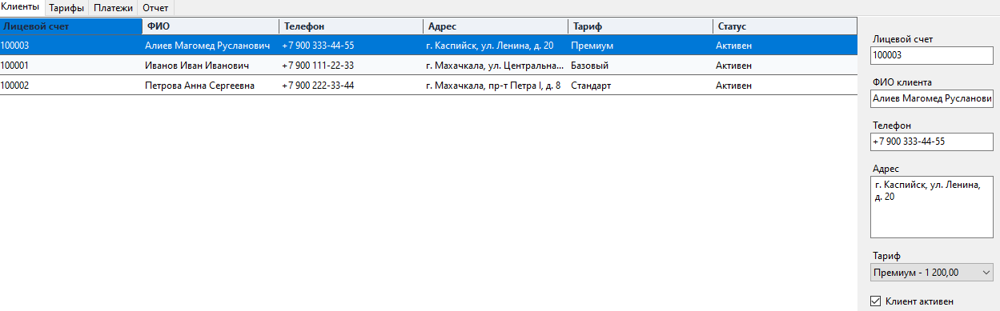 Клиенты Тарифы Платежи Отчет
Лицевой счет ФИО Телефон Адрес Тариф Статус
100003 Алиев Магомед Русланович +7 900 333-44-55 г. Каспийск, ул. Ленина, д. 20 Премиум Активен
100001 Иванов Иван Иванович +7 900 111-22-33 г. Махачкала, ул. Центральна... Базовый Активен
100002 Петрова Анна Сергеевна +7 900 222-33-44 г. Махачкала, пр-т Петра I, д. 8 Стандарт Активен
Лицевой счет
100003
ФИО клиента
Алиев Магомед Руслановi
Телефон
+7 900 333-44-55
Адрес
г. Каспийск, ул. Ленина,
д. 20
Тариф
Премиум - 1 200,00
Клиент активен